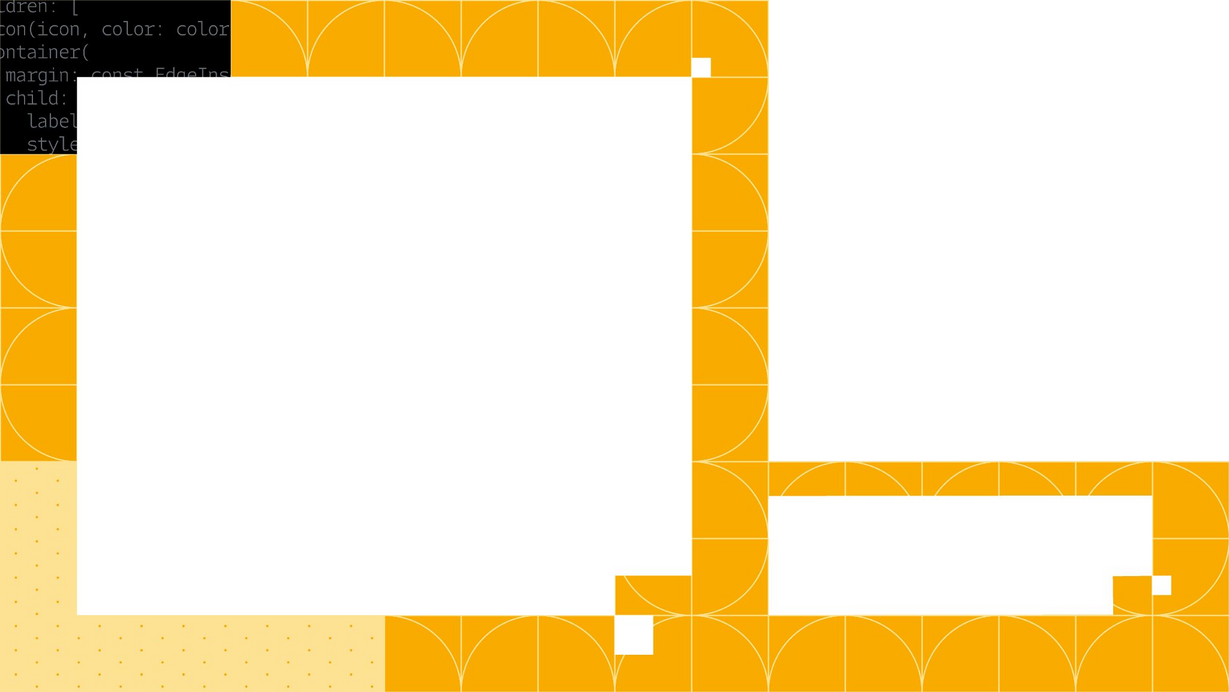 ldren: [
con(icon, color: color
ontainer(
margin: const EdgeIns
child:
label
style